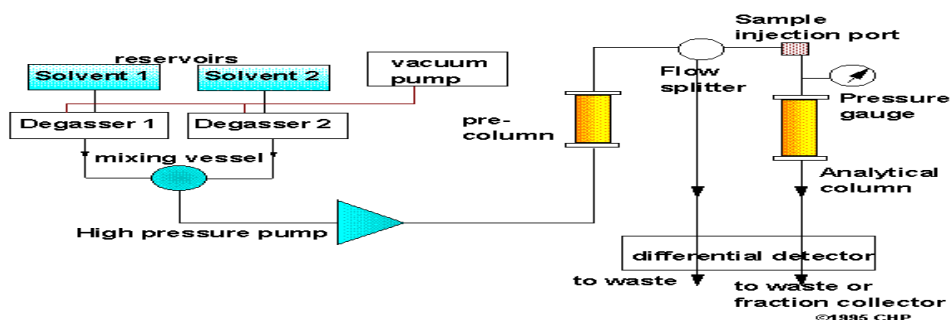 reservoirs
Solvent 1
Solvent 2
vacuum
pump
Degasser 1
Degasser 2
mixing vessel
High pressure pump
pre-
column
Flow
splitter
Sample
injection port
Pressure
gauge
Analytical
column
differential detector
to waste
to waste or
fraction collector
©1995 CHP